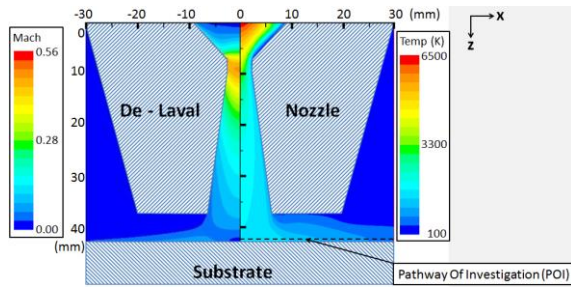 -30 -10 0 10 20 30 (mm)
Mach
0.56
0.28
0.00
0
10
20
30
40
(mm)
De - Laval
Nozzle
Temp (K)
6500
3300
100
X
Z
Substrate
Pathway Of Investigation (POI)